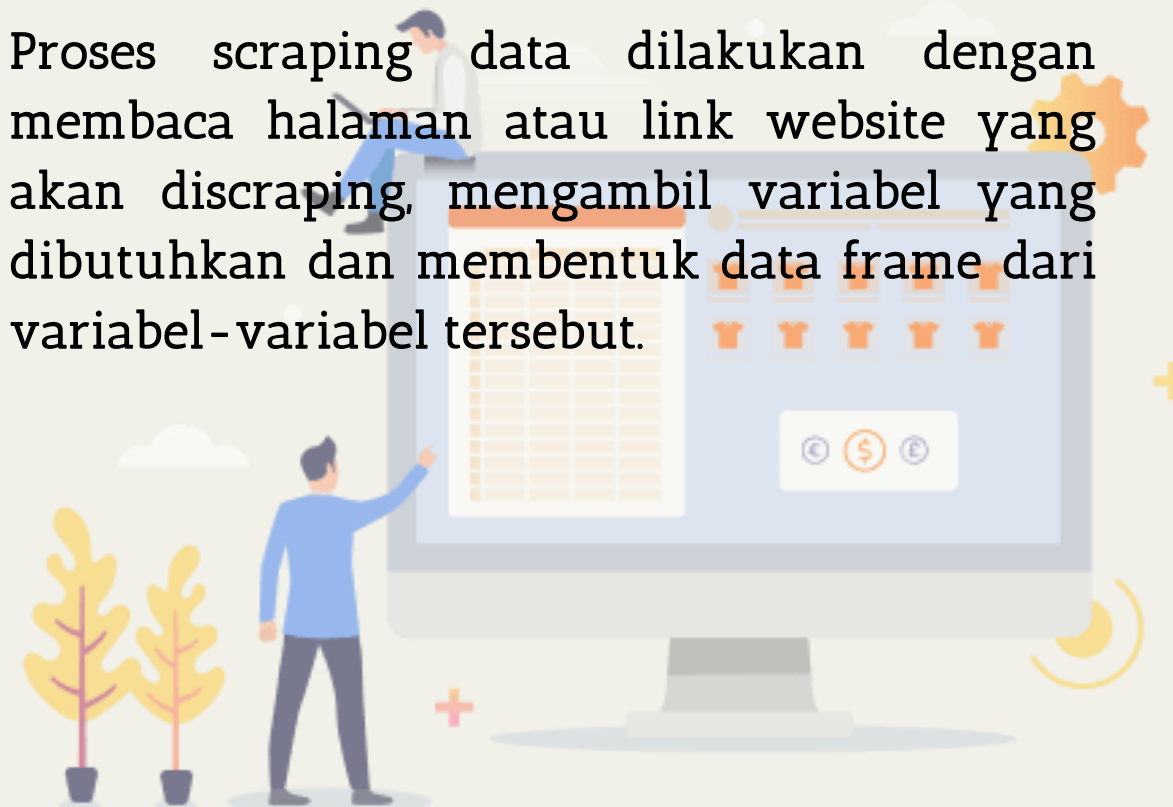 Proses scraping data dilakukan dengan
membaca halaman atau link website yang
akan discraping, mengambil variabel yang
dibutuhkan dan membentuk data frame dari
variabel-variabel tersebut.
€ $ £